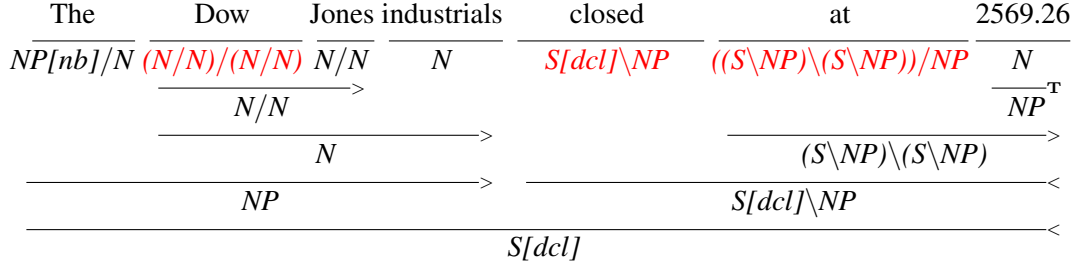 The Dow Jones industrials closed at 2569.26
NP[nb]/N (N/N)/(N/N) N/N N S[dcl]\NP ((S\NP)\(S\NP))/NP N
> T
N/N NP
> >
N (S\NP)\(S\NP)
> <
NP S[dcl]\NP
<
S[dcl]